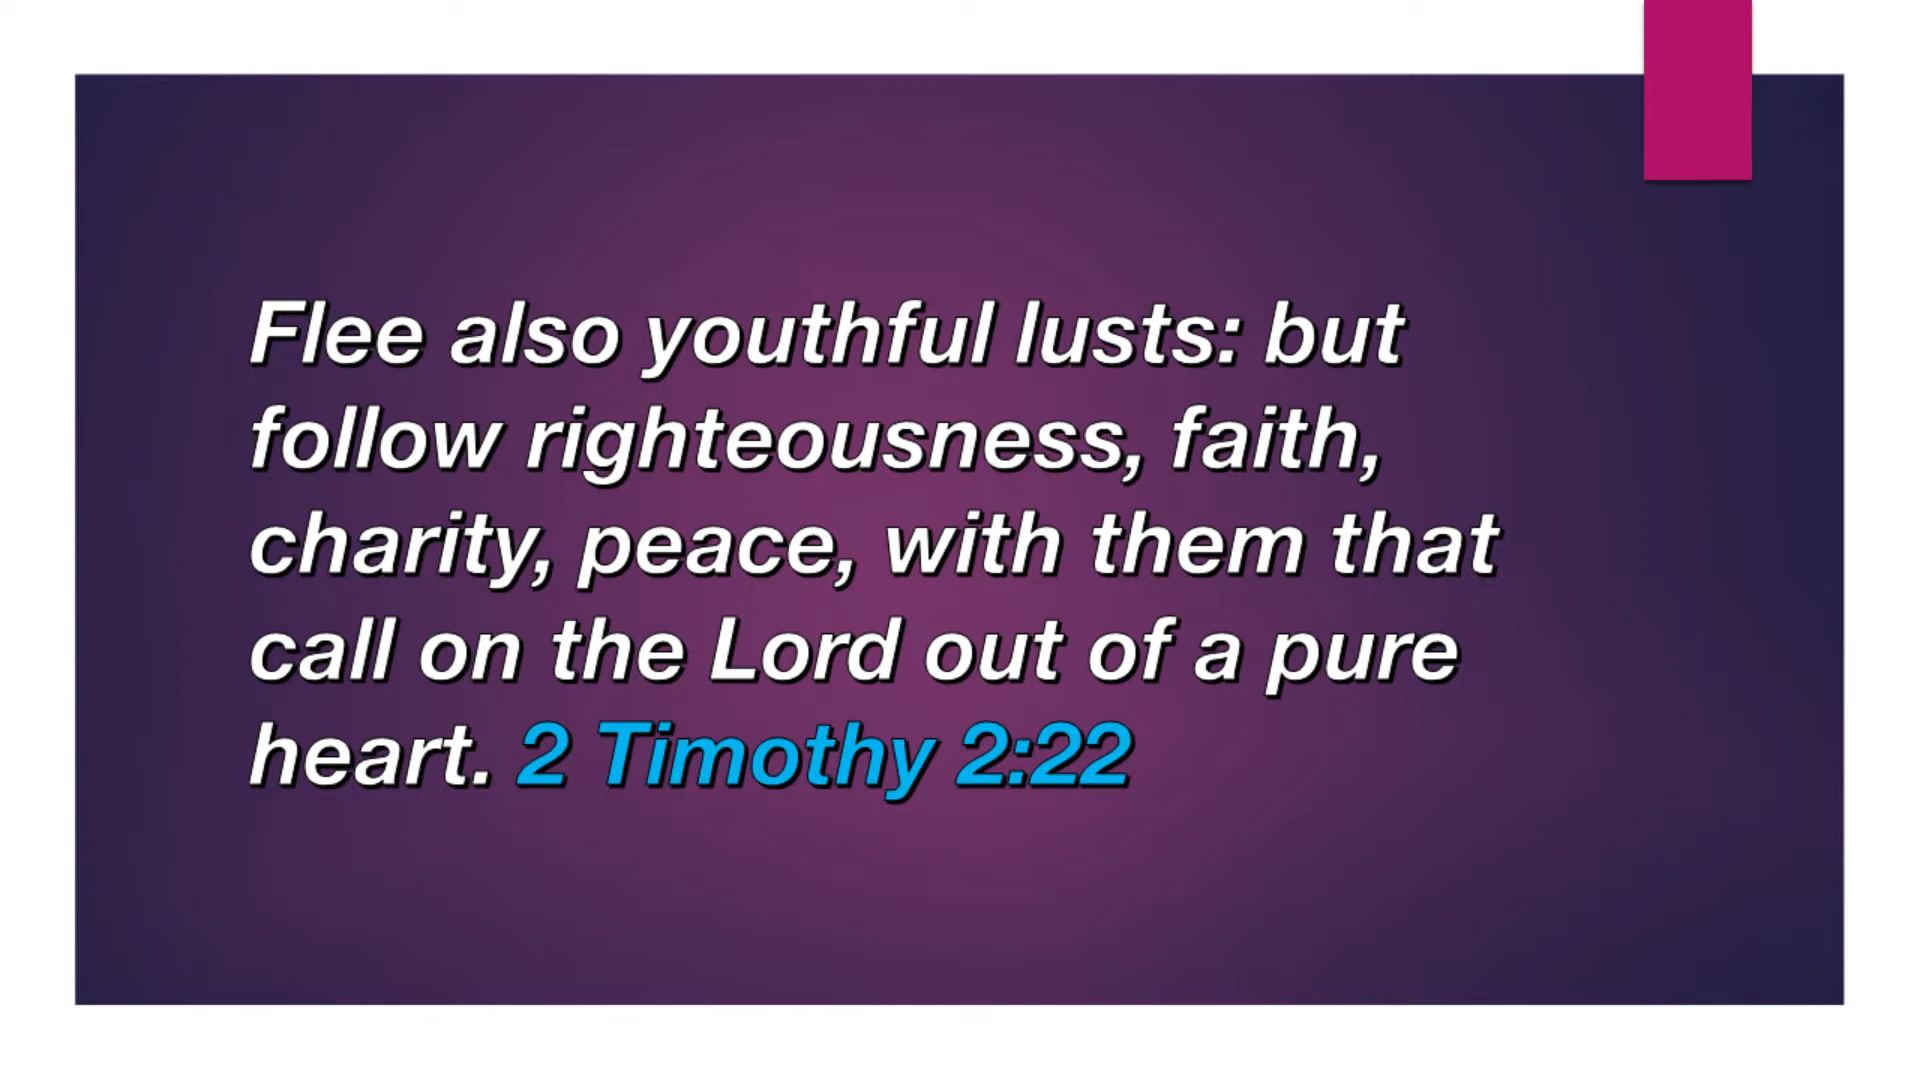 Flee also youthful lusts: but
follow righteousness, faith,
charity, peace, with them that
call on the Lord out of a pure
heart. 2 Timothy 2:22